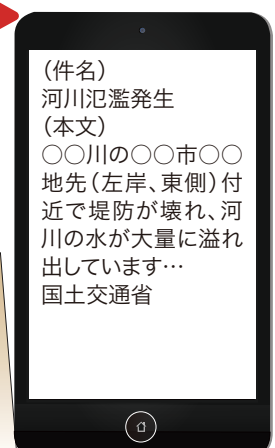 （件名）
河川氾濫発生
（本文）
○○川の○○市○○
地先（左岸、東側）付
近で堤防が壊れ、河
川の水が大量に溢れ
出しています…
国土交通省